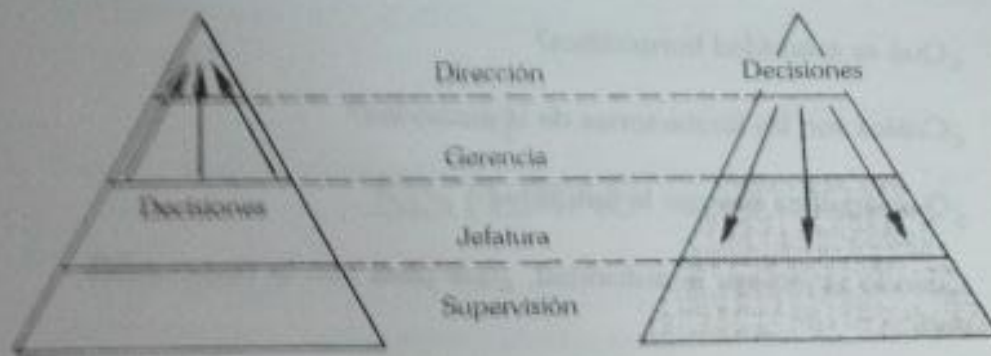 Dirección
Decisiones
Gerencia
Decisiones
Jefatura
Supervisión